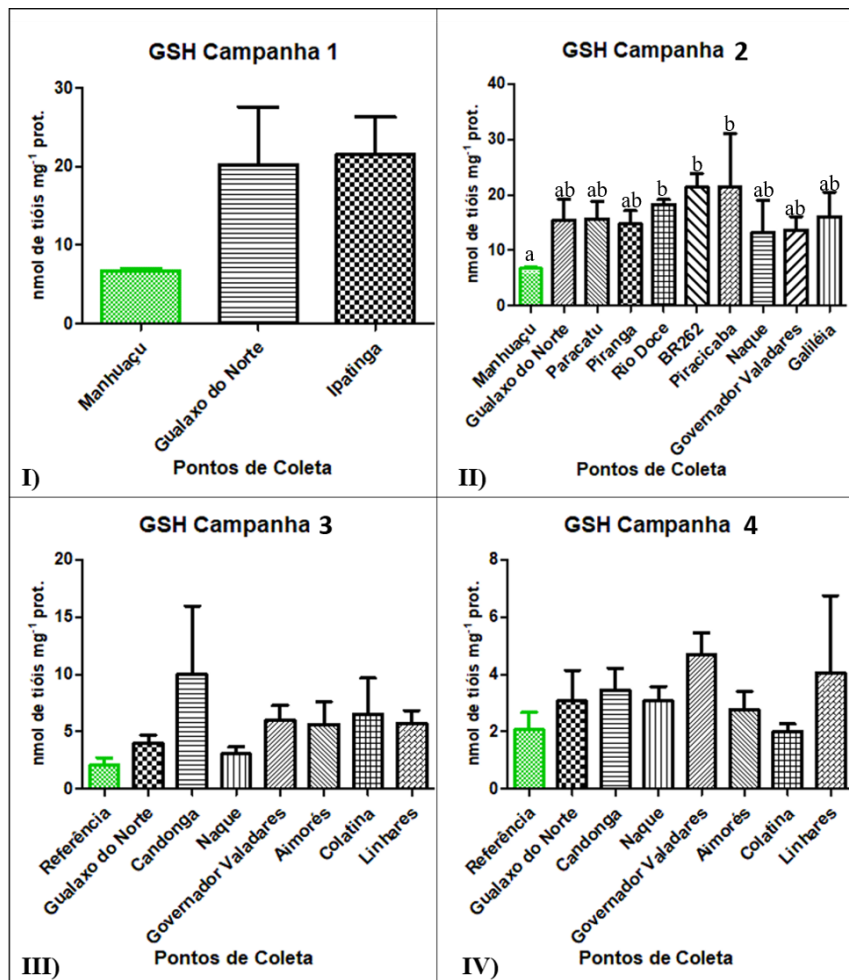 GSH Campanha 1
30
20
10
0
nmol de tióis mg-1 prot.
Manhuaçu
Gualaxo do Norte
Ipatinga
Pontos de Coleta
I)
GSH Campanha 2
40
30
20
10
0
nmol de tióis mg-1 prot.
a
ab
ab
ab
b
b
b
ab
ab
ab
Manhuaçu
Gualaxo do Norte
Paracatu
Piranga
Rio Doce
BR262
Piracicaba
Naque
Governador Valadares
Galiléia
Pontos de Coleta
II)
GSH Campanha 3
20
15
10
5
0
nmol de tióis mg-1 prot.
Referência
Gualaxo do Norte
Candonga
Naque
Governador Valadares
Aimorés
Colatina
Linhares
Pontos de Coleta
III)
GSH Campanha 4
8
6
4
2
0
nmol de tióis mg-1 prot.
Referência
Gualaxo do Norte
Candonga
Naque
Governador Valadares
Aimorés
Colatina
Linhares
Pontos de Coleta
IV)